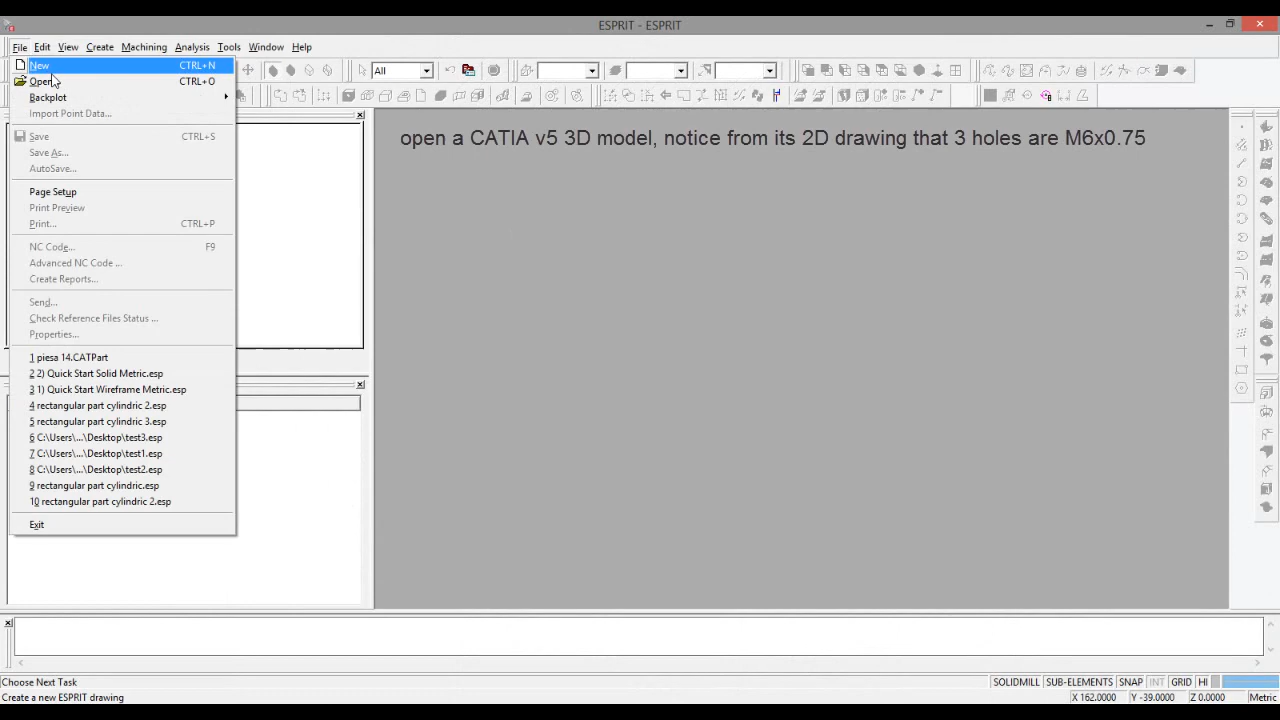 ESPRIT - ESPRIT
File Edit View Create Machining Analysis Tools Window Help
New CTRL+N
Open CTRL+O
Backplot
Import Point Data...
Save CTRL+S
Save As...
AutoSave...
Page Setup
Print Preview
Print... CTRL+P
NC Code... F9
Advanced NC Code ...
Create Reports...
Send...
Check Reference Files Status ...
Properties...
1 piesa 14.CATPart
2 2) Quick Start Solid Metric.esp
3 1) Quick Start Wireframe Metric.esp
4 rectangular part cylindric 2.esp
5 rectangular part cylindric 3.esp
6 C:\Users\...\Desktop\test3.esp
7 C:\Users\...\Desktop\test1.esp
8 C:\Users\...\Desktop\test2.esp
9 rectangular part cylindric.esp
10 rectangular part cylindric 2.esp
Exit
All
open a CATIA v5 3D model, notice from its 2D drawing that 3 holes are M6x0.75
Choose Next Task
SOLIDMILL SUB-ELEMENTS SNAP INT GRID HI
Create a new ESPRIT drawing
X 162.0000 Y -39.0000 Z 0.0000 Metric